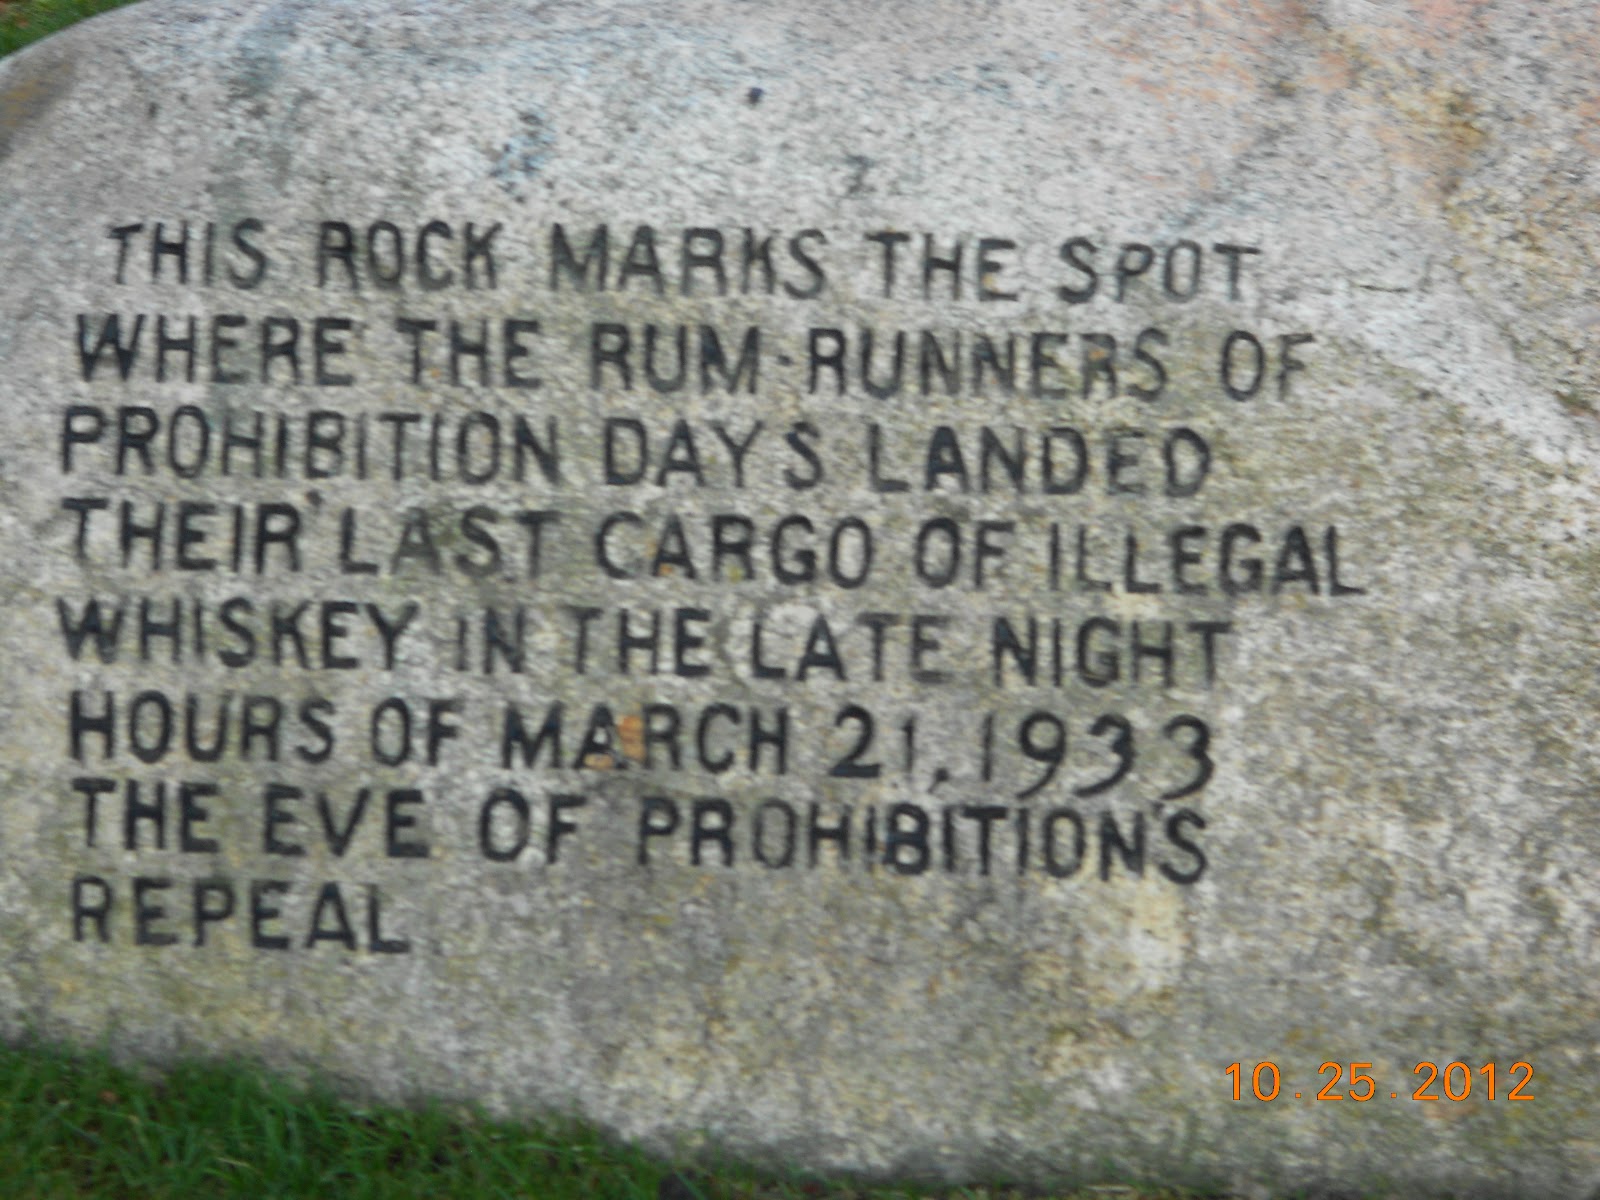 THIS ROCK MARKS THE SPOT
WHERE THE RUM-RUNNERS OF
PROHIBITION DAYS LANDED
THEIR LAST CARGO OF ILLEGAL
WHISKEY IN THE LATE NIGHT
HOURS OF MARCH 21, 1933
THE EVE OF PROHIBITION'S
REPEAL
10.25.2012